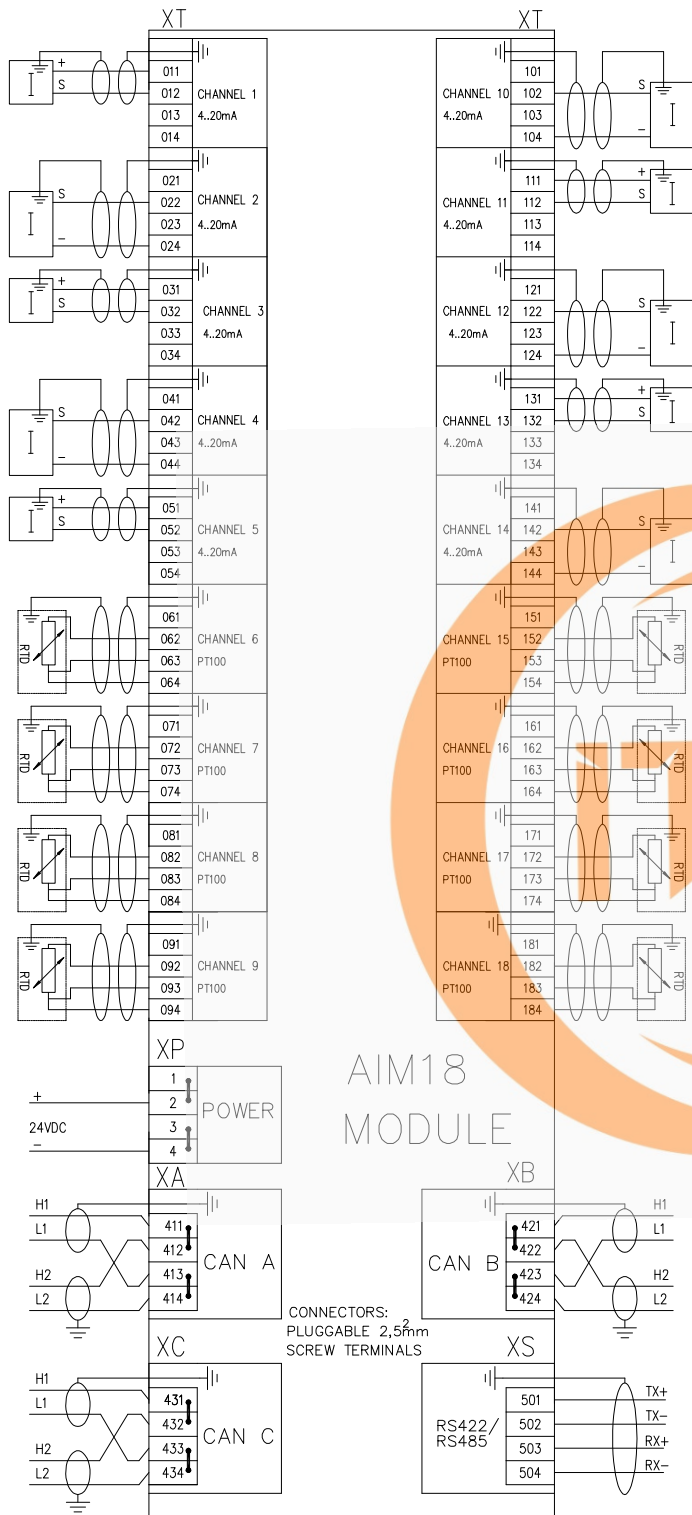 XT XT
+
S
I
011
012
013
014
CHANNEL 1
4..20mA
101
102
103
104
CHANNEL 10
4..20mA
S
–
I
S
–
I
021
022
023
024
CHANNEL 2
4..20mA
111
112
113
114
CHANNEL 11
4..20mA
+
S
I
+
S
I
031
032
033
034
CHANNEL 3
4..20mA
121
122
123
124
CHANNEL 12
4..20mA
S
–
I
S
–
I
041
042
043
044
CHANNEL 4
4..20mA
131
132
133
134
CHANNEL 13
4..20mA
+
S
I
+
S
I
051
052
053
054
CHANNEL 5
4..20mA
141
142
143
144
CHANNEL 14
4..20mA
S
–
I
RTD
061
062
063
064
CHANNEL 6
PT100
151
152
153
154
CHANNEL 15
PT100
RTD
RTD
071
072
073
074
CHANNEL 7
PT100
161
162
163
164
CHANNEL 16
PT100
RTD
RTD
081
082
083
084
CHANNEL 8
PT100
171
172
173
174
CHANNEL 17
PT100
RTD
RTD
091
092
093
094
CHANNEL 9
PT100
181
182
183
184
CHANNEL 18
PT100
RTD
XP
+
24VDC
–
1
2
3
4
POWER
AIM18
MODULE
XA
H1
L1
H2
L2
411
412
413
414
CAN A
XB
CAN B
421
422
423
424
H1
L1
H2
L2
CONNECTORS:
PLUGGABLE 2,5mm²
SCREW TERMINALS
XC
H1
L1
H2
L2
431
432
433
434
CAN C
XS
RS422/
RS485
501
502
503
504
TX+
TX–
RX+
RX–